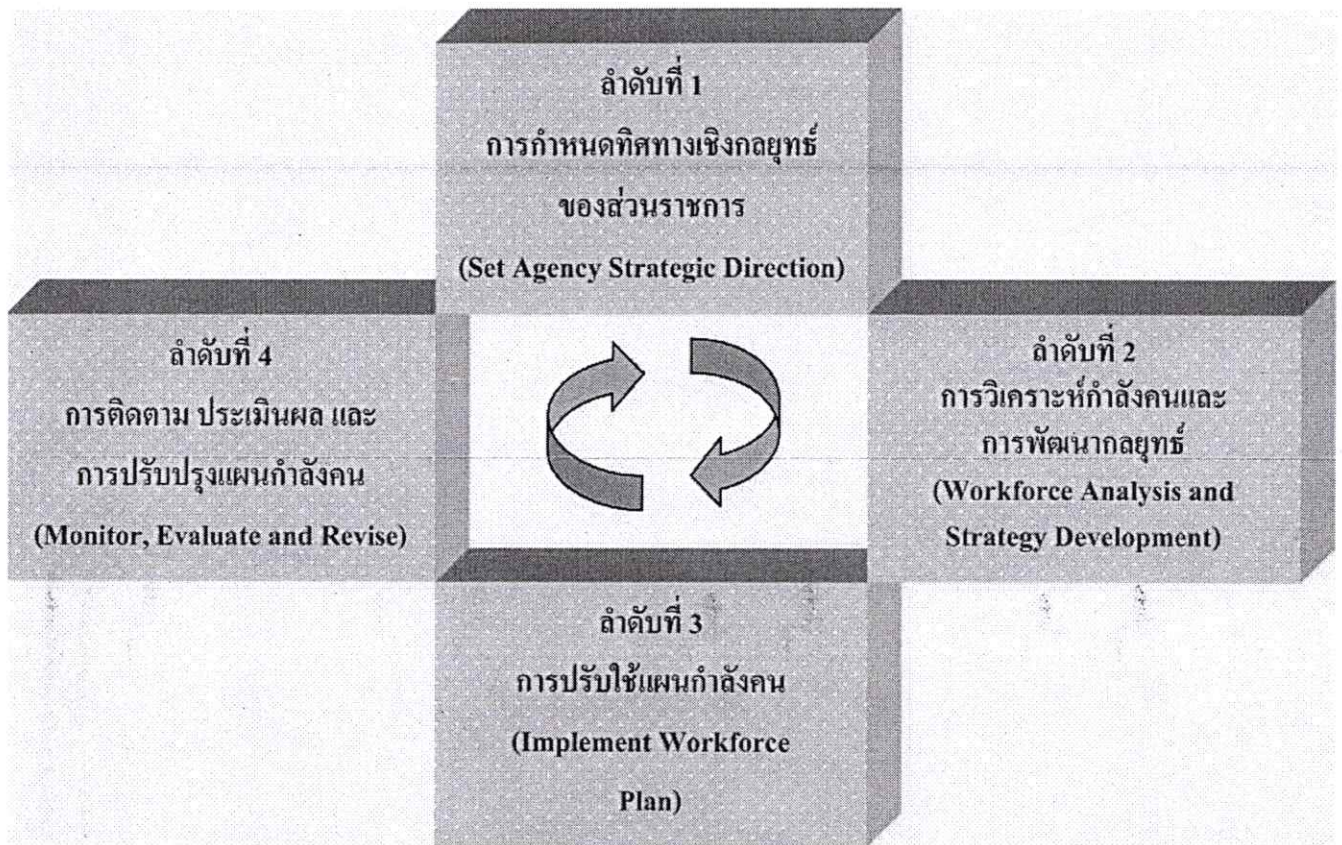 ลำดับที่ 1
การกำหนดทิศทางเชิงกลยุทธ์
ของส่วนราชการ
(Set Agency Strategic Direction)
ลำดับที่ 2
การวิเคราะห์กำลังคนและ
การพัฒนากลยุทธ์
(Workforce Analysis and
Strategy Development)
ลำดับที่ 3
การปรับใช้แผนกำลังคน
(Implement Workforce
Plan)
ลำดับที่ 4
การติดตาม ประเมินผล และ
การปรับปรุงแผนกำลังคน
(Monitor, Evaluate and Revise)